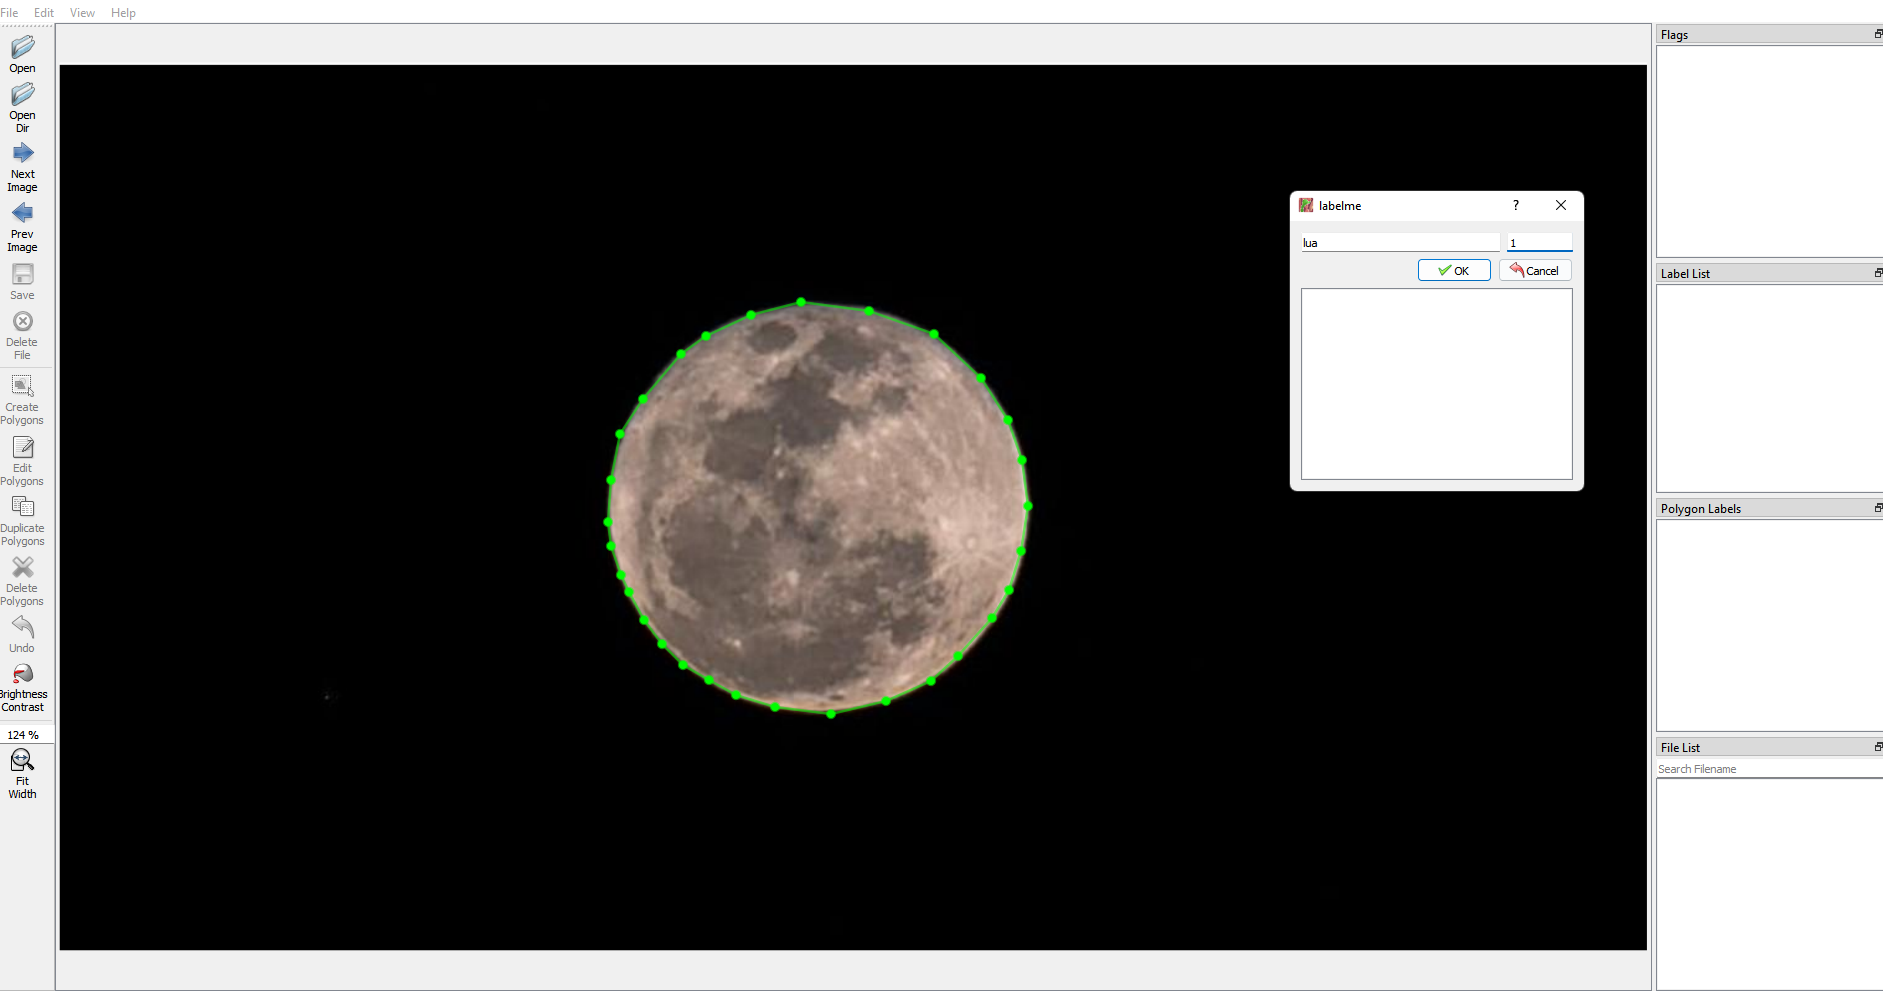 File Edit View Help
Open
Open
Dir
Next
Image
Prev
Image
Save
Delete
File
Create
Polygons
Edit
Polygons
Duplicate
Polygons
Delete
Polygons
Undo
Brightness
Contrast
124 %
Fit
Width
labelme ?
lua 1
OK Cancel
Flags
Label List
Polygon Labels
File List
Search Filename